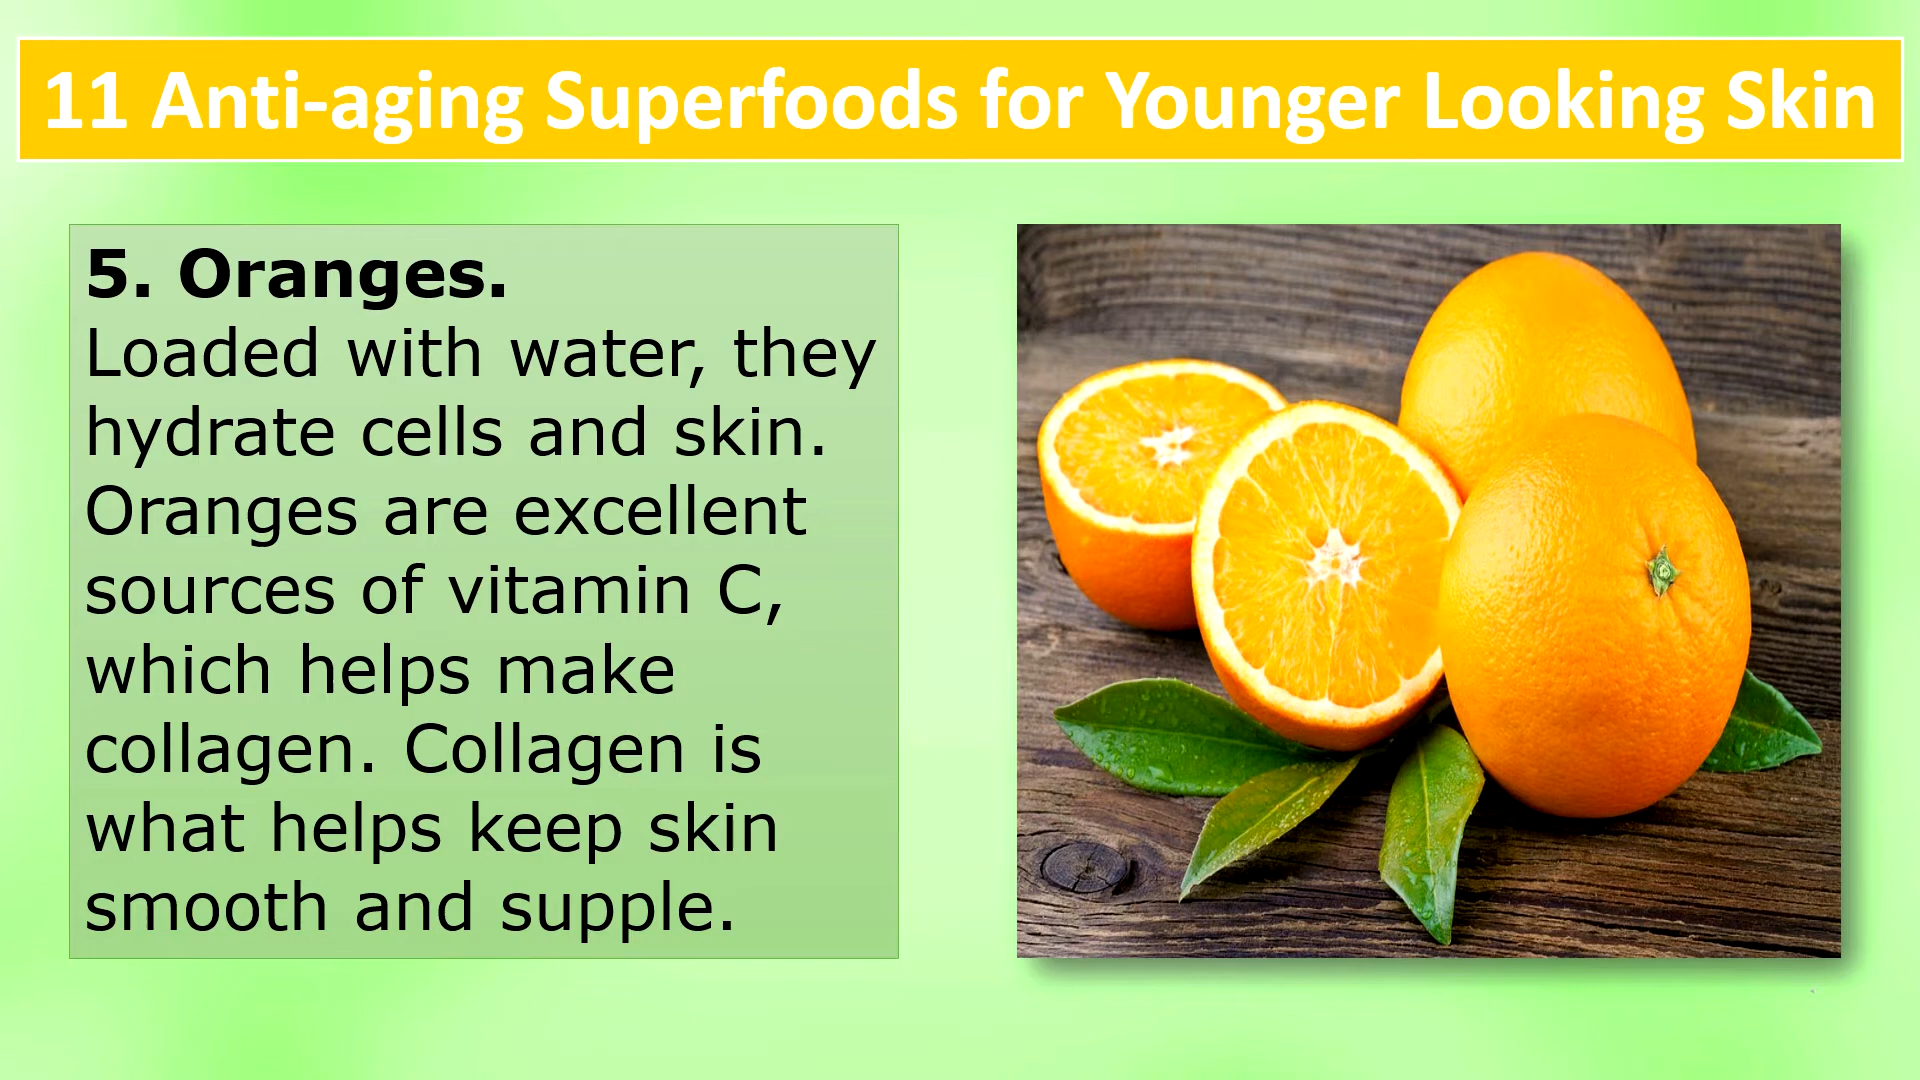 11 Anti-aging Superfoods for Younger Looking Skin
5. Oranges.
Loaded with water, they
hydrate cells and skin.
Oranges are excellent
sources of vitamin C,
which helps make
collagen. Collagen is
what helps keep skin
smooth and supple.